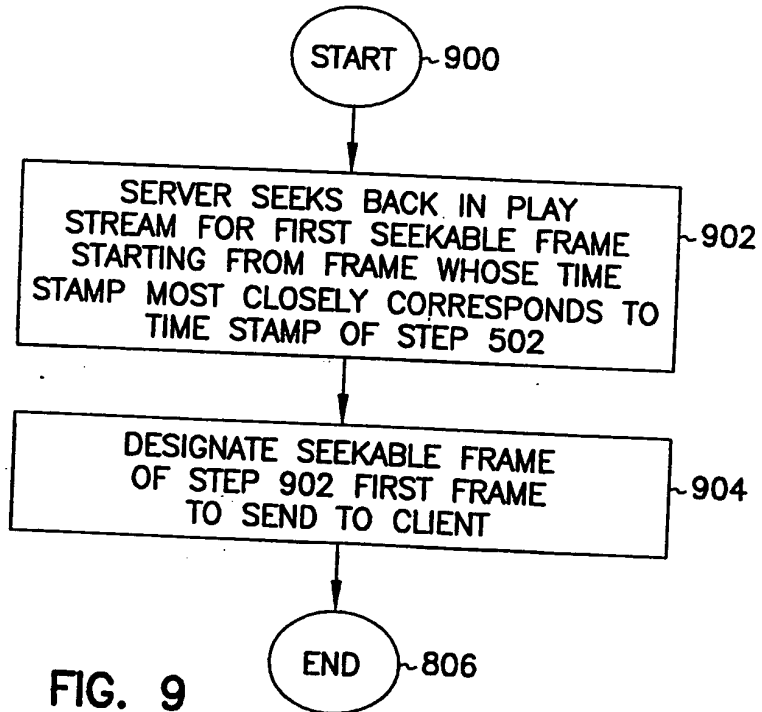 START
900
SERVER SEEKS BACK IN PLAY
STREAM FOR FIRST SEEKABLE FRAME
STARTING FROM FRAME WHOSE TIME
STAMP MOST CLOSELY CORRESPONDS TO
TIME STAMP OF STEP 502
902
DESIGNATE SEEKABLE FRAME
OF STEP 902 FIRST FRAME
TO SEND TO CLIENT
904
END
806
FIG. 9